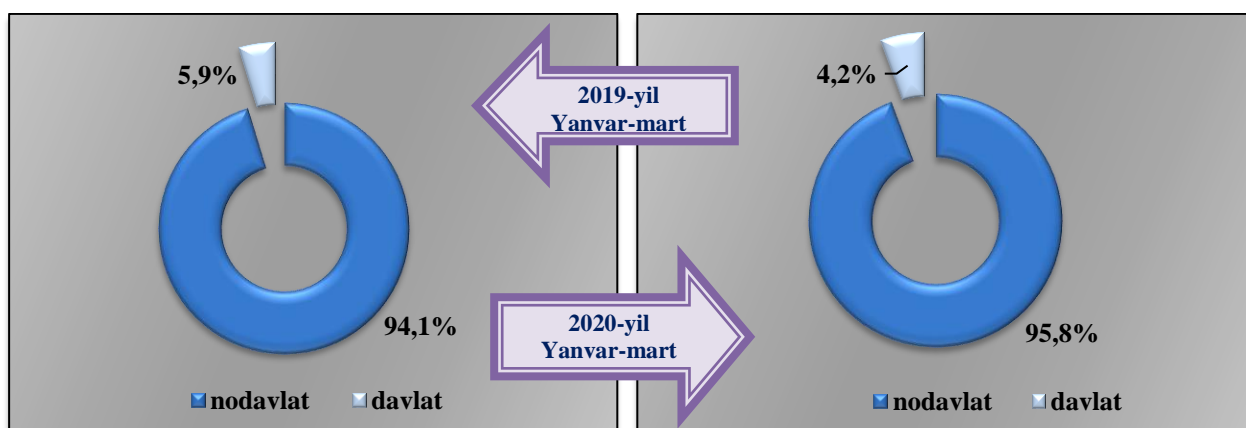 5,9%
94,1%
nodavlat davlat
2019-yil
Yanvar-mart
2020-yil
Yanvar-mart
4,2%
95,8%
nodavlat davlat